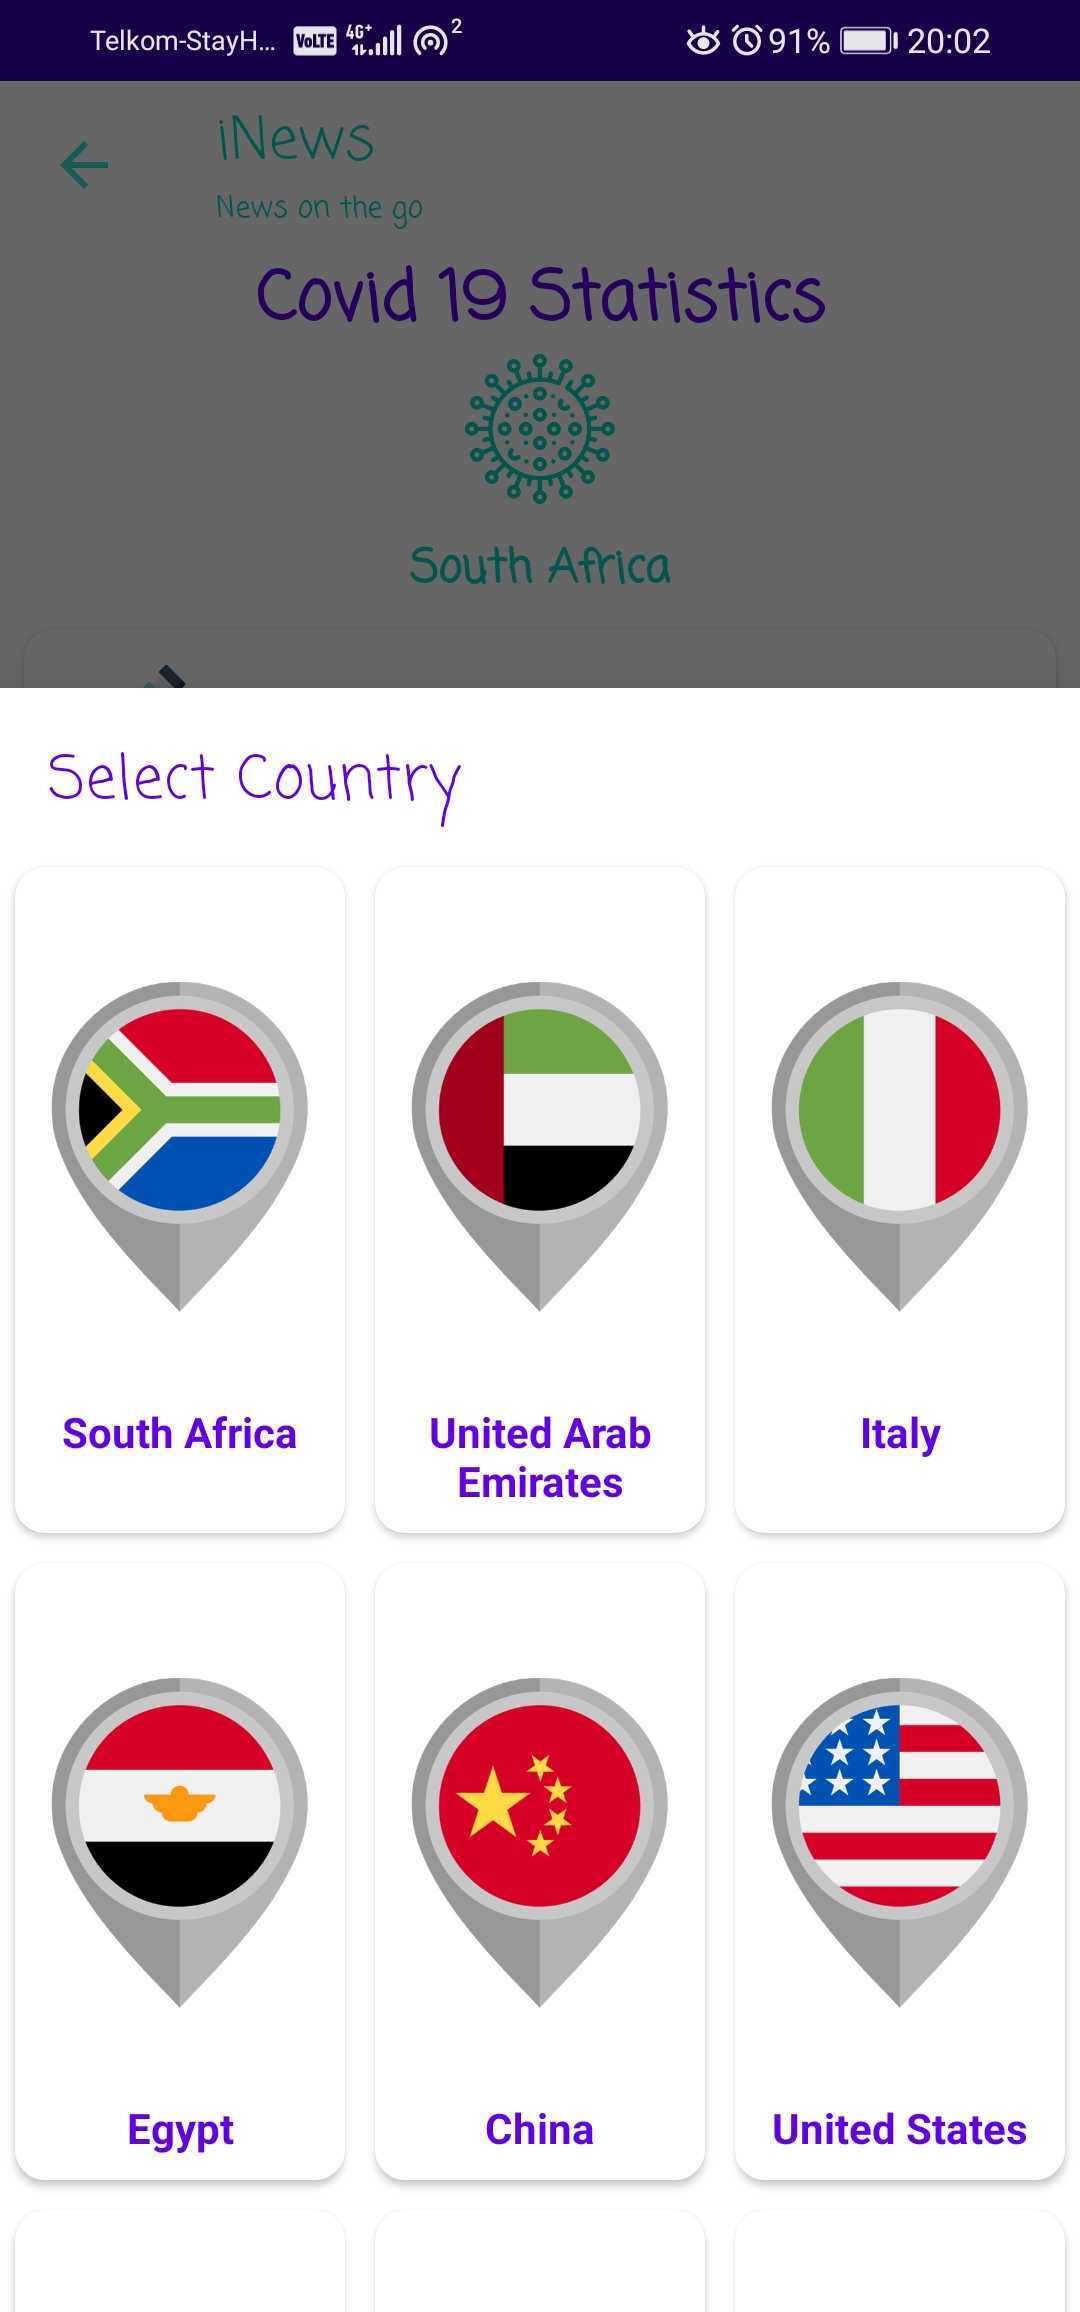 Telkom-StayH... VoLTE 4G+ 2 91% 20:02
iNews
News on the go
Covid 19 Statistics
South Africa
Select Country
South Africa
United Arab
Emirates
Italy
Egypt
China
United States